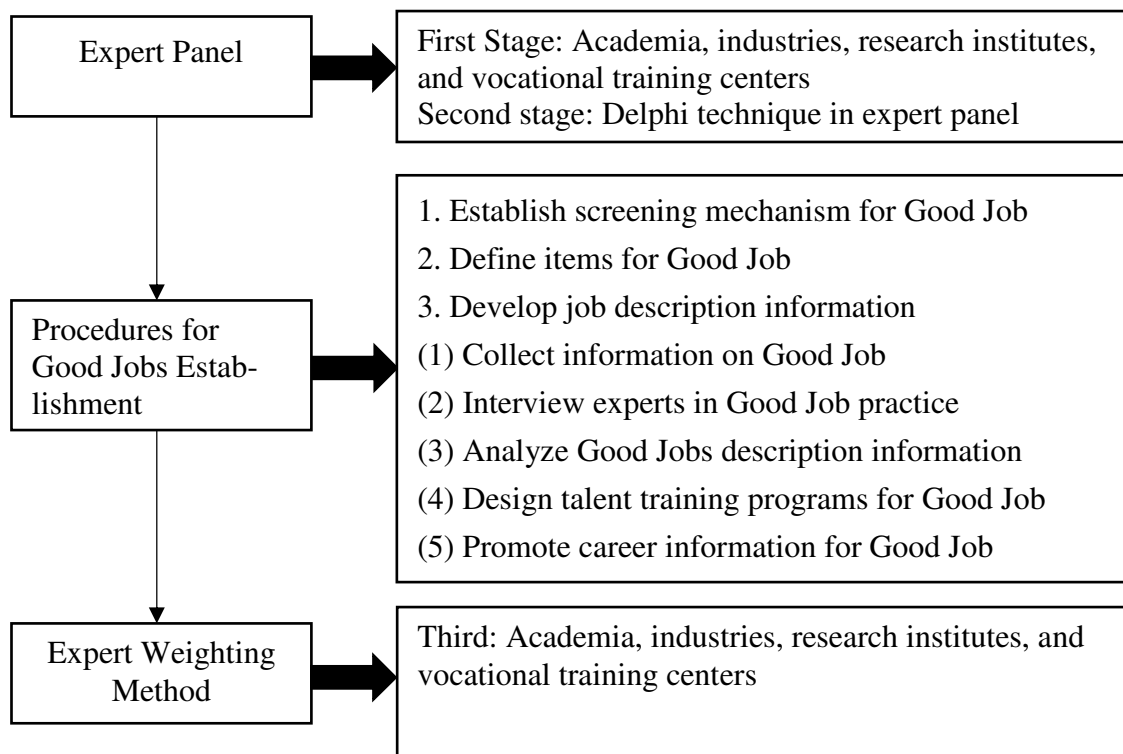 Expert Panel
First Stage: Academia, industries, research institutes,
and vocational training centers
Second stage: Delphi technique in expert panel
Procedures for
Good Jobs Estab-
lishment
1. Establish screening mechanism for Good Job
2. Define items for Good Job
3. Develop job description information
(1) Collect information on Good Job
(2) Interview experts in Good Job practice
(3) Analyze Good Jobs description information
(4) Design talent training programs for Good Job
(5) Promote career information for Good Job
Expert Weighting
Method
Third: Academia, industries, research institutes, and
vocational training centers